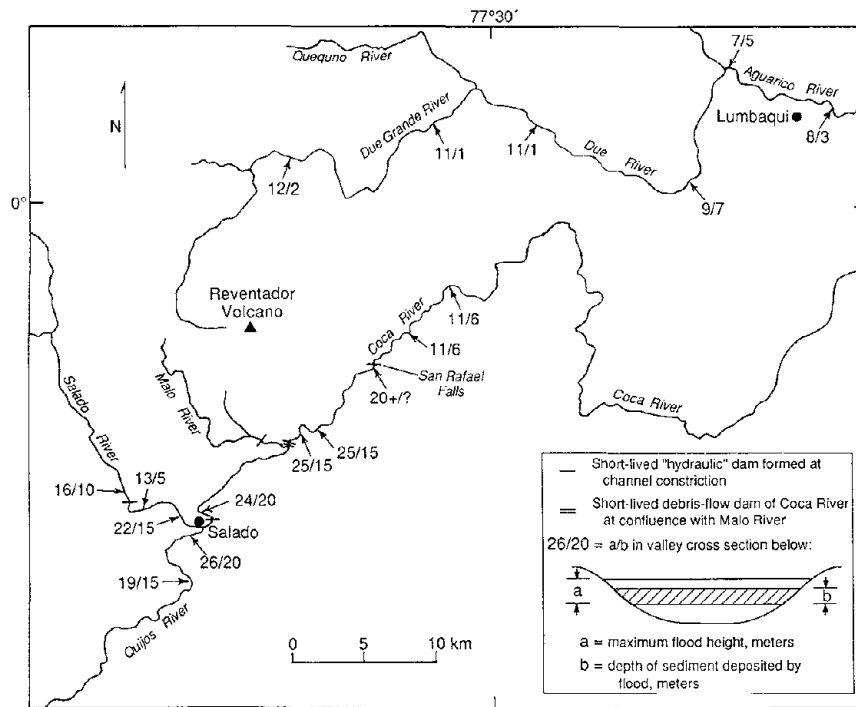 77°30'
7/5
Quequno River
Aguarico River
N
Lumbaqui
Due Grande River
8/3
11/1
11/1
Due River
12/2
9/7
0°
Reventador
Volcano
Coca River
11/6
11/6
San Rafael
Falls
20+/?
Malo River
Salado River
Coca River
25/15
25/15
16/10
13/5
24/20
22/15
Salado
26/20
19/15
Quijos River
0 5 10 km
Short-lived "hydraulic" dam formed at
channel constriction
Short-lived debris-flow dam of Coca River
at confluence with Malo River
26/20 = a/b in valley cross section below:
a
b
a = maximum flood height, meters
b = depth of sediment deposited by
flood, meters